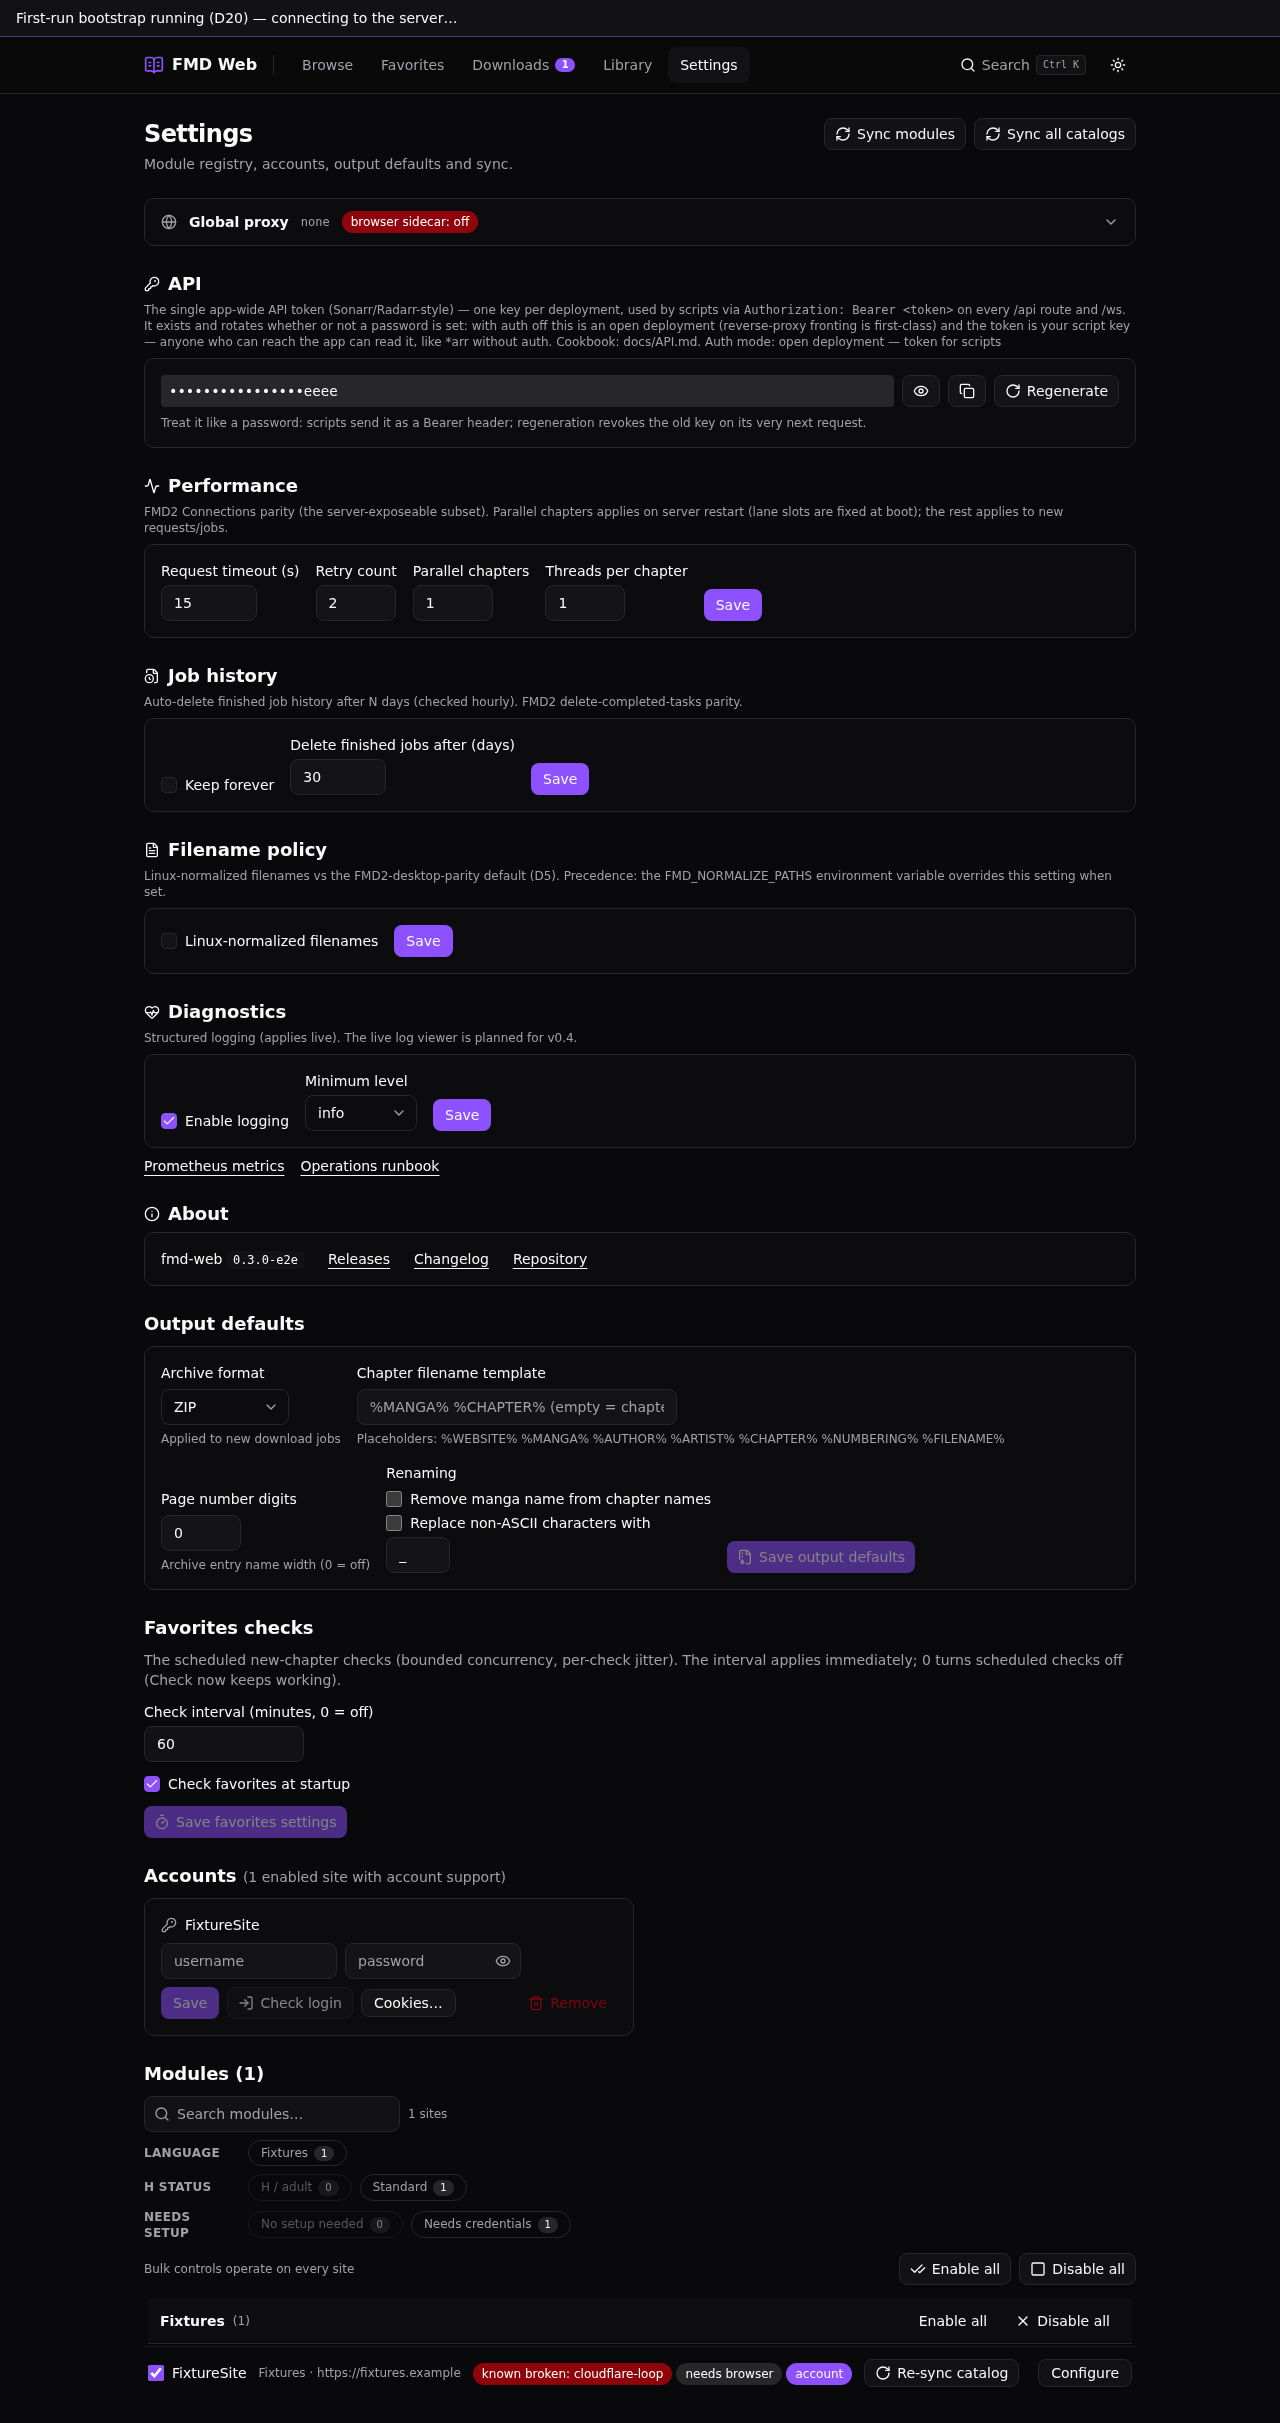 First-run bootstrap running (D20) — connecting to the server…
FMD Web Browse Favorites Downloads 1 Library Settings Search Ctrl K
Settings Sync modules Sync all catalogs
Module registry, accounts, output defaults and sync.
Global proxy none browser sidecar: off
API
The single app-wide API token (Sonarr/Radarr-style) — one key per deployment, used by scripts via Authorization: Bearer <token> on every /api route and /ws.
It exists and rotates whether or not a password is set: with auth off this is an open deployment (reverse-proxy fronting is first-class) and the token is your script key
— anyone who can reach the app can read it, like *arr without auth. Cookbook: docs/API.md. Auth mode: open deployment — token for scripts
••••••••••••••••eeee Regenerate
Treat it like a password: scripts send it as a Bearer header; regeneration revokes the old key on its very next request.
Performance
FMD2 Connections parity (the server-exposeable subset). Parallel chapters applies on server restart (lane slots are fixed at boot); the rest applies to new
requests/jobs.
Request timeout (s) Retry count Parallel chapters Threads per chapter
15 2 1 1 Save
Job history
Auto-delete finished job history after N days (checked hourly). FMD2 delete-completed-tasks parity.
Delete finished jobs after (days)
Keep forever 30 Save
Filename policy
Linux-normalized filenames vs the FMD2-desktop-parity default (D5). Precedence: the FMD_NORMALIZE_PATHS environment variable overrides this setting when
set.
Linux-normalized filenames Save
Diagnostics
Structured logging (applies live). The live log viewer is planned for v0.4.
Minimum level
Enable logging info Save
Prometheus metrics Operations runbook
About
fmd-web 0.3.0-e2e Releases Changelog Repository
Output defaults
Archive format Chapter filename template
ZIP %MANGA% %CHAPTER% (empty = chapte
Applied to new download jobs Placeholders: %WEBSITE% %MANGA% %AUTHOR% %ARTIST% %CHAPTER% %NUMBERING% %FILENAME%
Renaming
Page number digits Remove manga name from chapter names
Replace non-ASCII characters with
0 _ Save output defaults
Archive entry name width (0 = off)
Favorites checks
The scheduled new-chapter checks (bounded concurrency, per-check jitter). The interval applies immediately; 0 turns scheduled checks off
(Check now keeps working).
Check interval (minutes, 0 = off)
60
Check favorites at startup
Save favorites settings
Accounts (1 enabled site with account support)
FixtureSite
username password
Save Check login Cookies… Remove
Modules (1)
Search modules… 1 sites
LANGUAGE Fixtures 1
H STATUS H / adult 0 Standard 1
NEEDS
SETUP No setup needed 0 Needs credentials 1
Bulk controls operate on every site Enable all Disable all
Fixtures (1) Enable all Disable all
FixtureSite Fixtures · https://fixtures.example known broken: cloudflare-loop needs browser account Re-sync catalog Configure